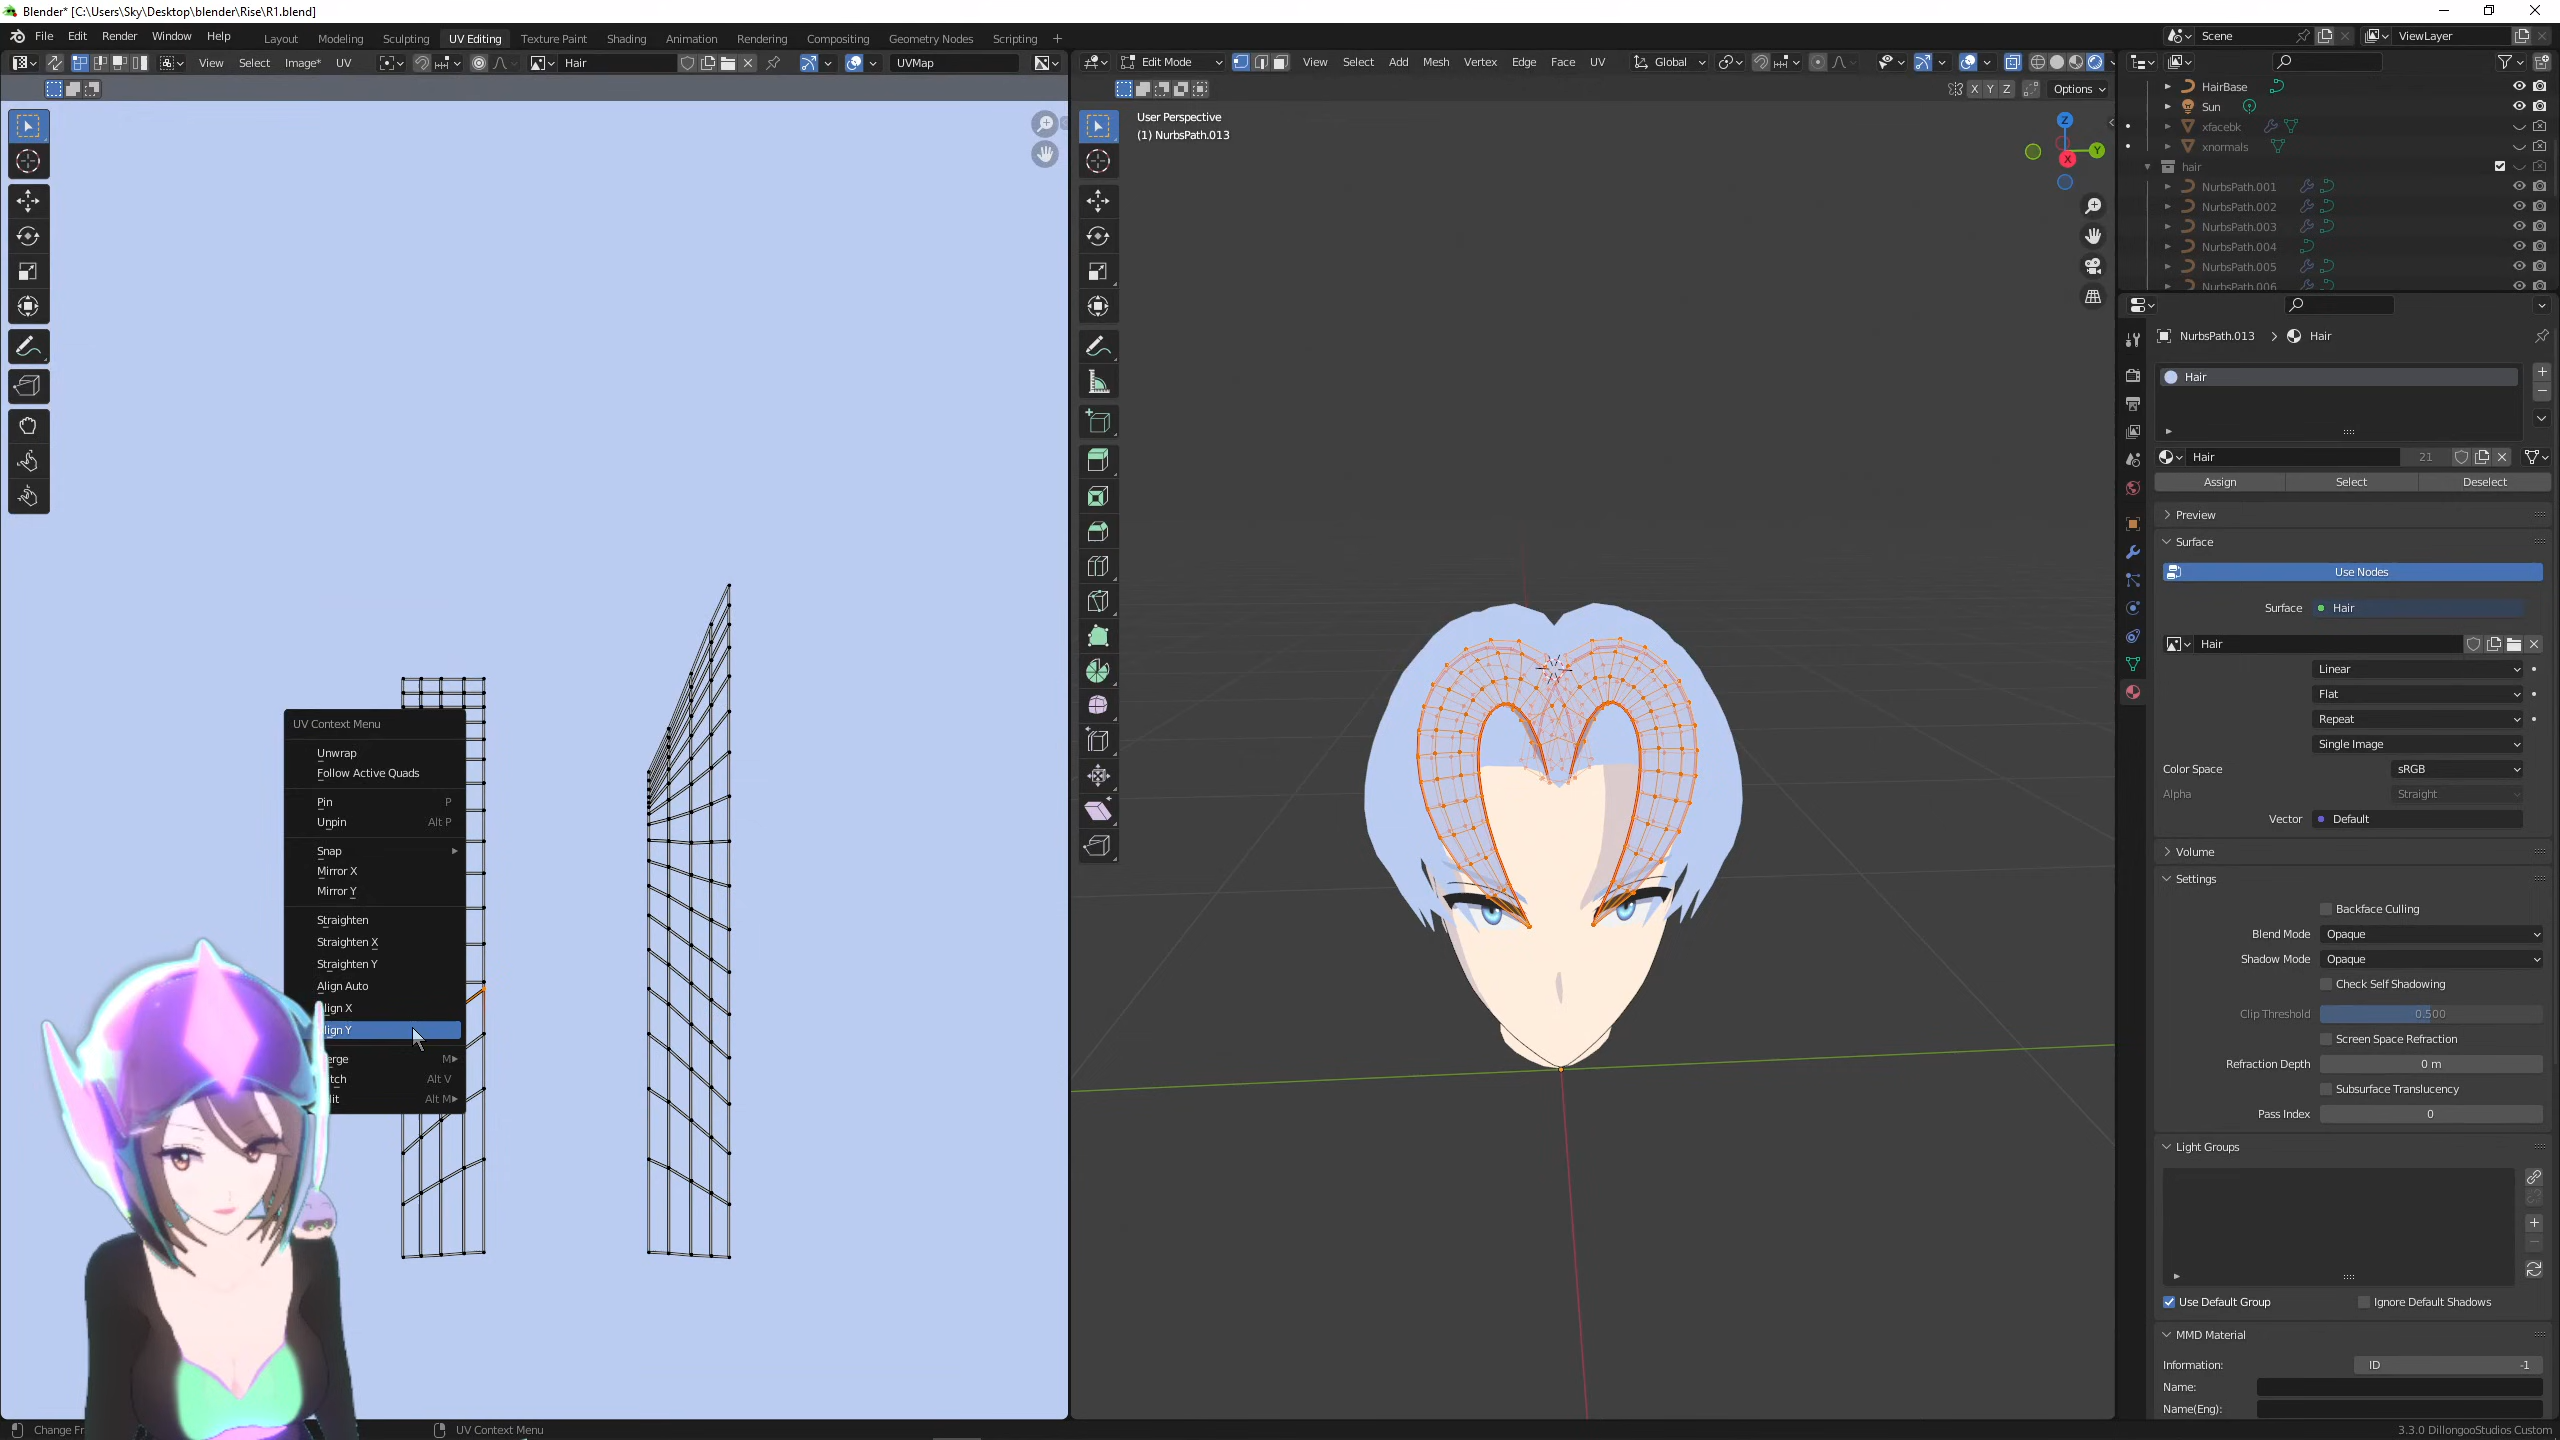 Blender* [C:\Users\Sky\Desktop\blender\Rise\R1.blend]
File Edit Render Window Help Layout Modeling Sculpting UV Editing Texture Paint Shading Animation Rendering Compositing Geometry Nodes Scripting + Scene ViewLayer
View Select Image* UV Hair UVMap
Edit Mode View Select Add Mesh Vertex Edge Face UV Global
X Y Z Options
User Perspective
(1) NurbsPath.013
Z
Y
X
HairBase
Sun
xfacebk
xnormals
hair
NurbsPath.001
NurbsPath.002
NurbsPath.003
NurbsPath.004
NurbsPath.005
NurbsPath.006
NurbsPath.013 > Hair
Hair
Hair 21
Assign Select Deselect
Preview
Surface
Use Nodes
Surface Hair
Hair
Linear
Flat
Repeat
Single Image
Color Space sRGB
Alpha Straight
Vector Default
Volume
Settings
Backface Culling
Blend Mode Opaque
Shadow Mode Opaque
Check Self Shadowing
Clip Threshold 0.500
Screen Space Refraction
Refraction Depth 0 m
Subsurface Translucency
Pass Index 0
Light Groups
Use Default Group Ignore Default Shadows
MMD Material
Information: ID -1
Name:
Name(Eng):
UV Context Menu
Unwrap
Follow Active Quads
Pin P
Unpin Alt P
Snap
Mirror X
Mirror Y
Straighten
Straighten X
Straighten Y
Align Auto
lign X
lign Y
erge M
tch Alt V
lit Alt M
Change Fr
UV Context Menu
3.3.0 DillongooStudios Custom